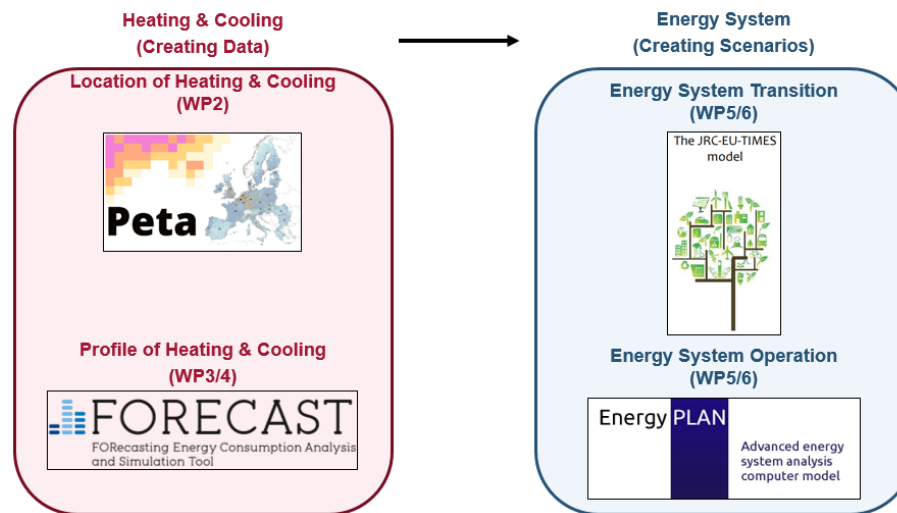 Heating & Cooling
(Creating Data)
Energy System
(Creating Scenarios)
Location of Heating & Cooling
(WP2)
Peta
Profile of Heating & Cooling
(WP3/4)
FORECAST
FORecasting Energy Consumption Analysis
and Simulation Tool
Energy System Transition
(WP5/6)
The JRC-EU-TIMES
model
Energy System Operation
(WP5/6)
Energy PLAN
Advanced energy
system analysis
computer model